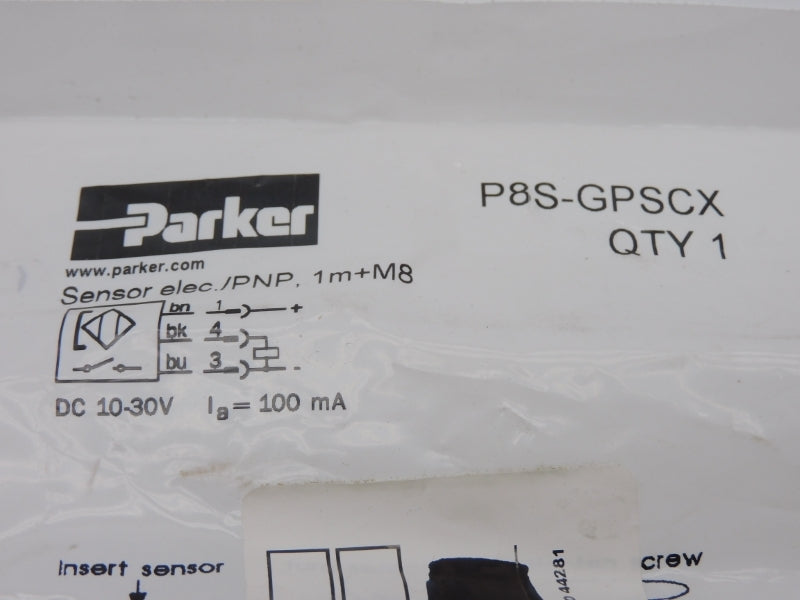 Parker
www.parker.com
P8S-GPSCX
QTY 1
Sensor elec./PNP, 1m+M8
bn 1 +
bk 4
bu 3 -
DC 10-30V Ia = 100 mA
Insert sensor
crew
44281